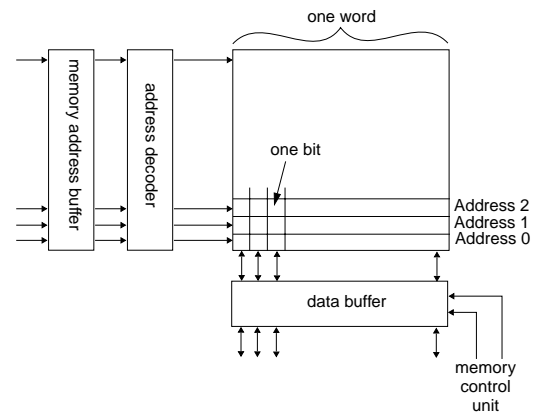 one word
memory address buffer
address decoder
one bit
Address 2
Address 1
Address 0
data buffer
memory
control
unit